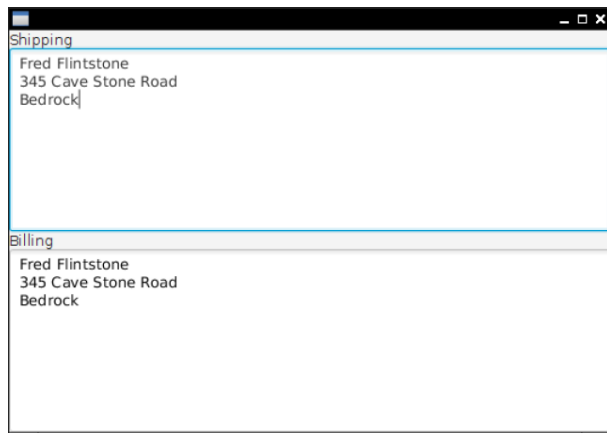 Shipping
Fred Flintstone
345 Cave Stone Road
Bedrock
Billing
Fred Flintstone
345 Cave Stone Road
Bedrock